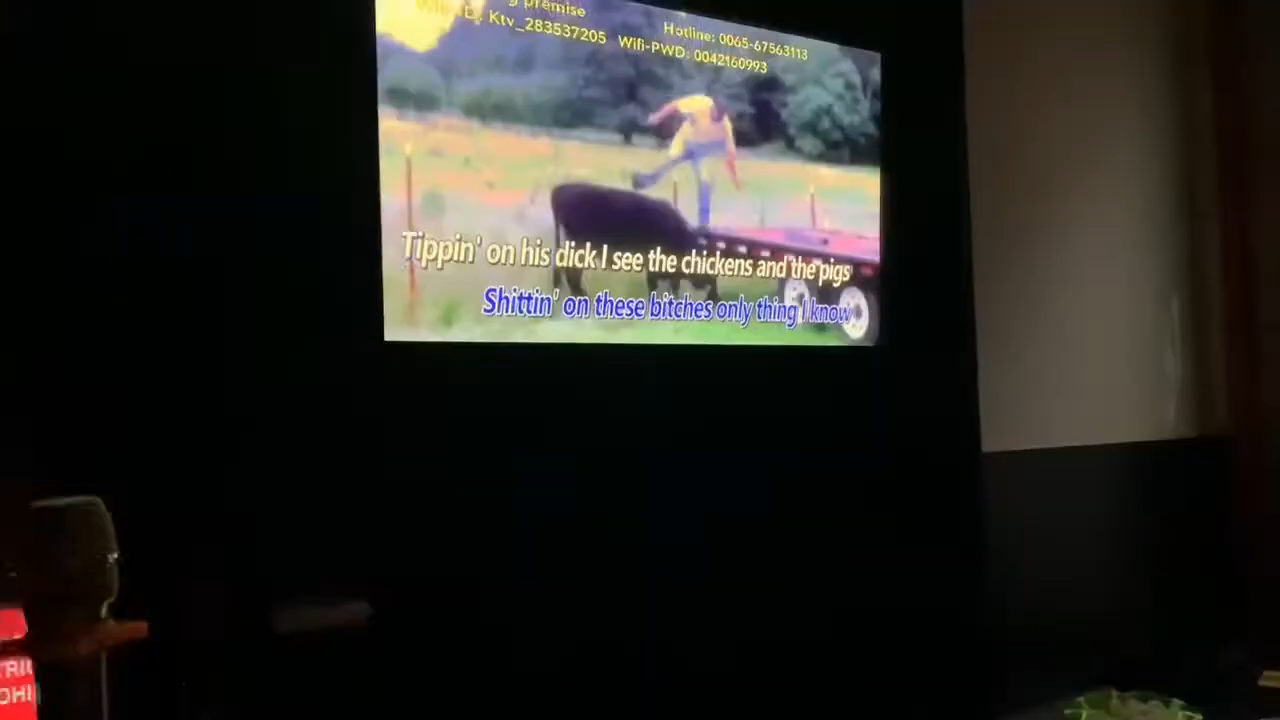 premise
Hotline: 0065-67563113
Ktv_283537205 Wifi-PWD: 0042160993
Tippin' on his dick I see the chickens and the pigs
Shittin' on these bitches only thing I know